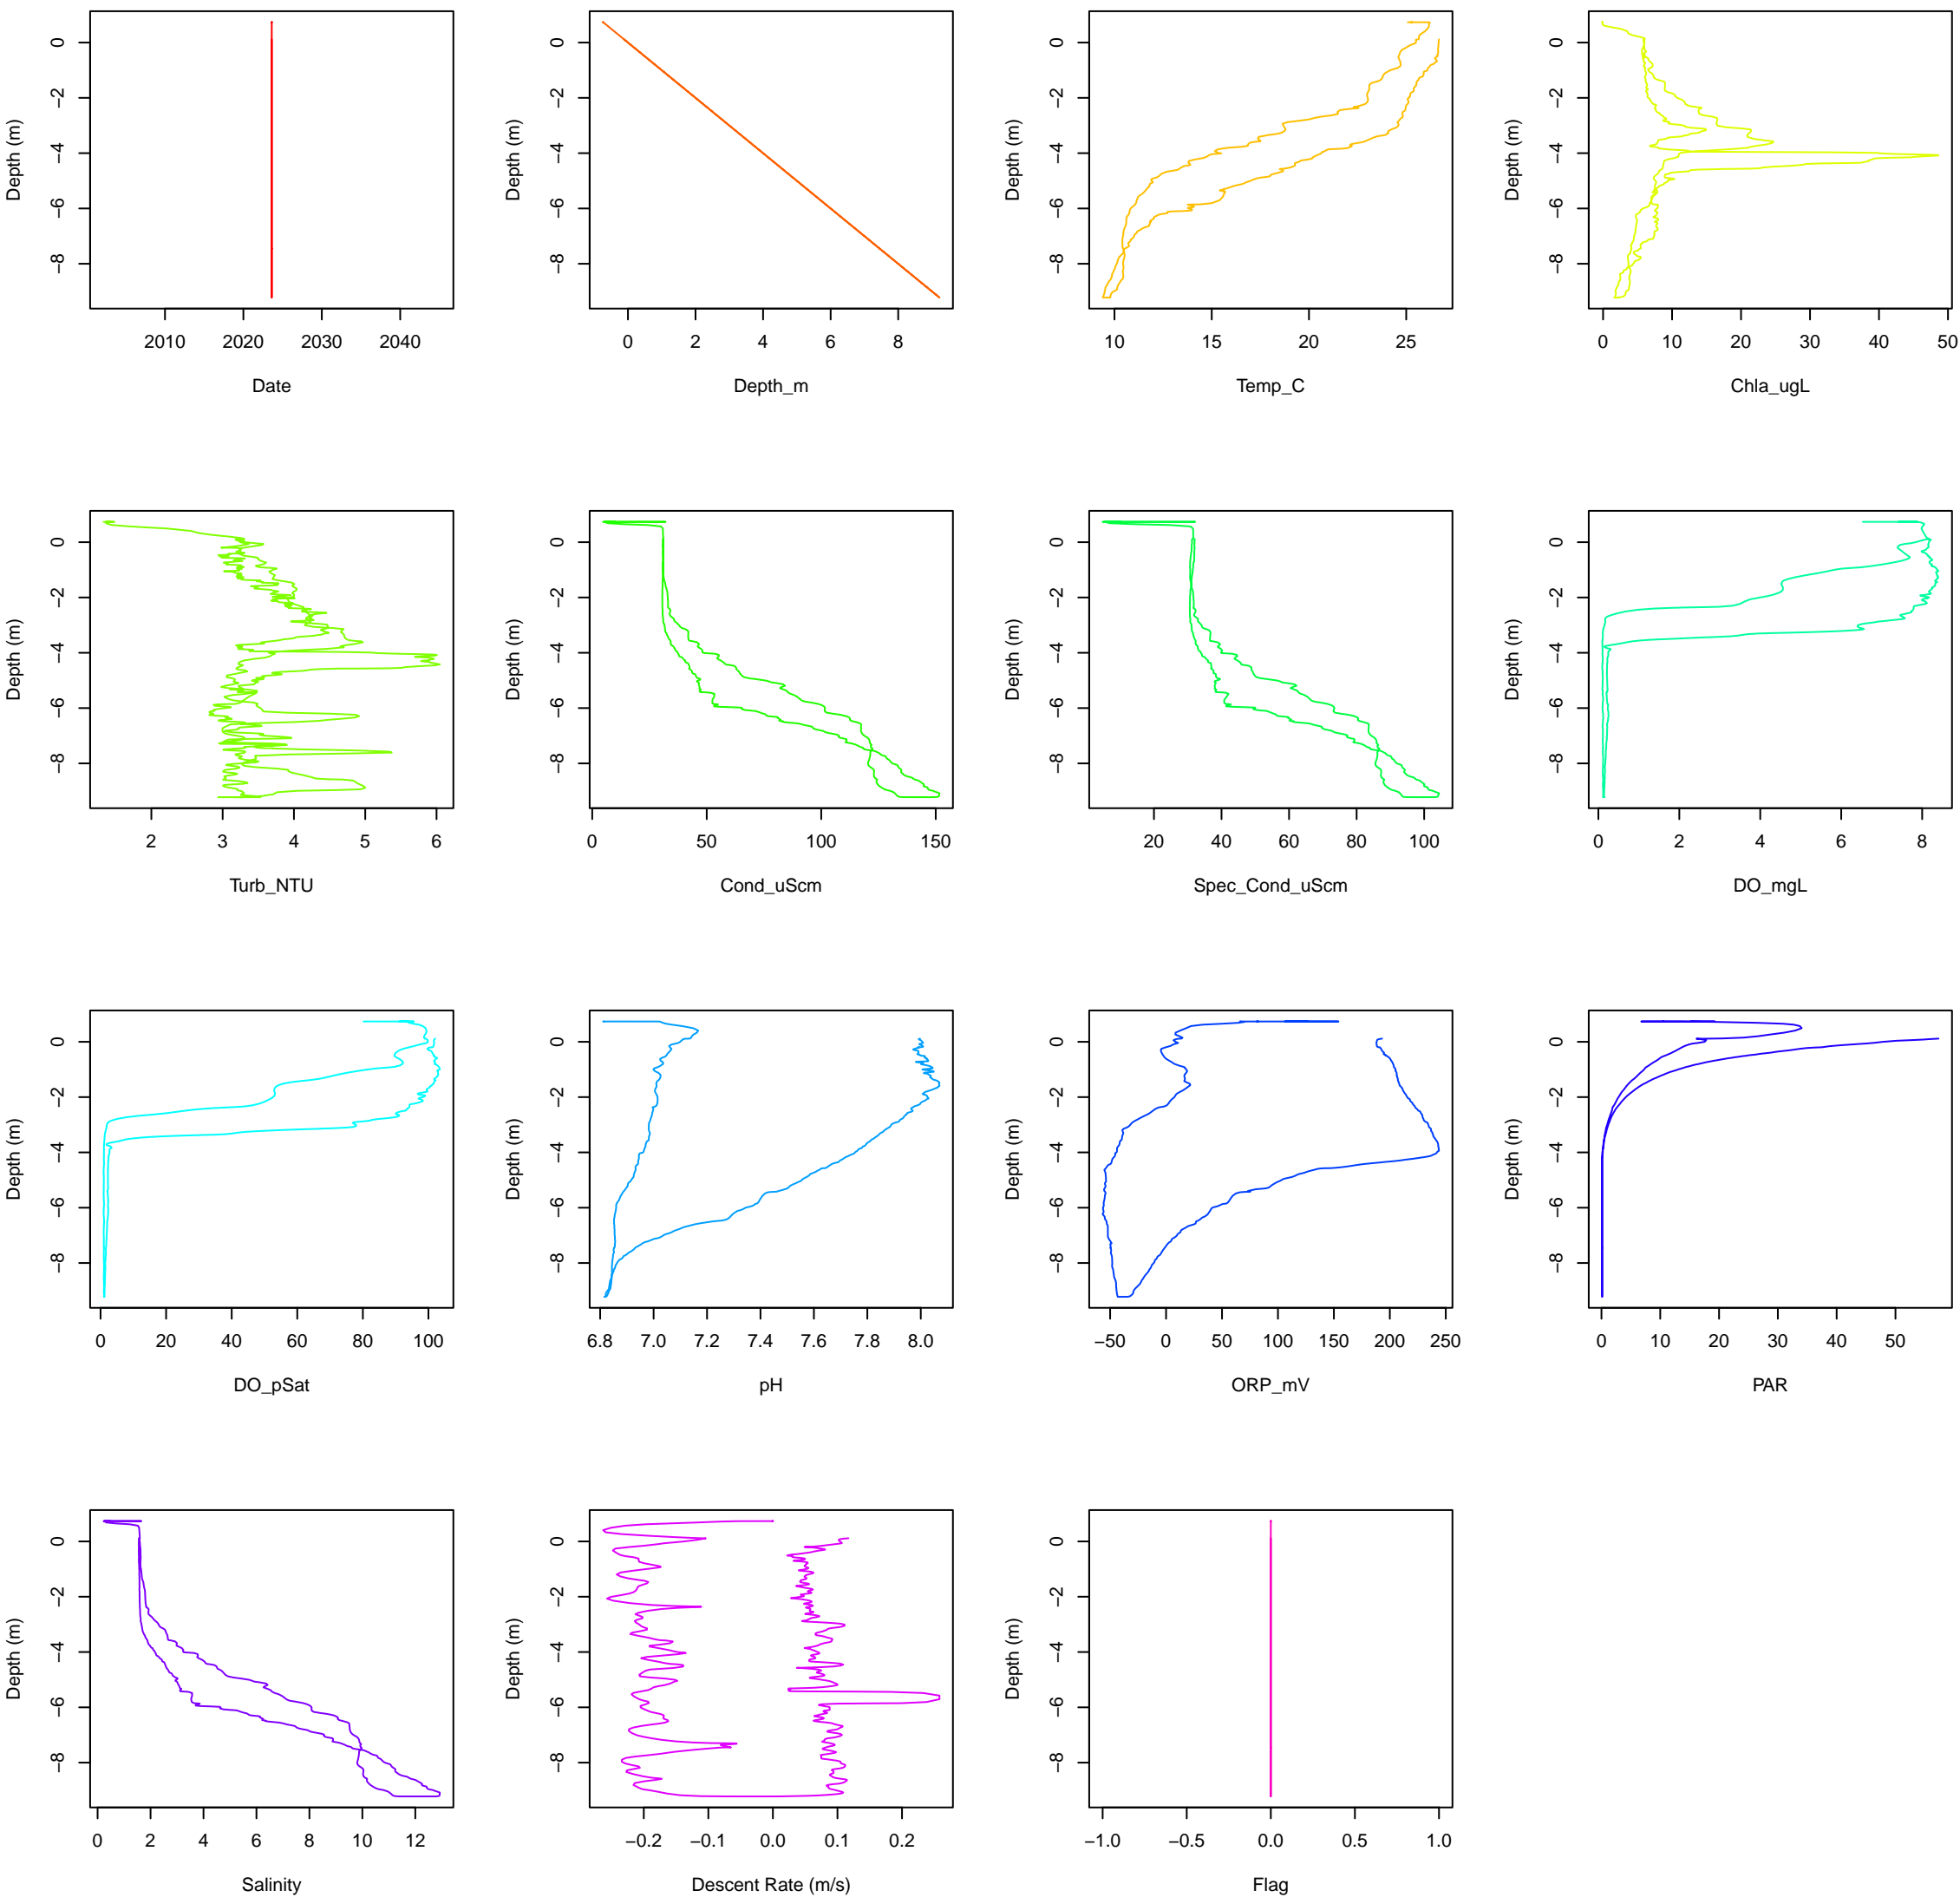 Depth (m)
0
−2
−4
−6
−8
2010 2020 2030 2040
Date
Depth (m)
0
−2
−4
−6
−8
0 2 4 6 8
Depth_m
Depth (m)
0
−2
−4
−6
−8
10 15 20 25
Temp_C
Depth (m)
0
−2
−4
−6
−8
0 10 20 30 40 50
Chla_ugL
Depth (m)
0
−2
−4
−6
−8
2 3 4 5 6
Turb_NTU
Depth (m)
0
−2
−4
−6
−8
0 50 100 150
Cond_uScm
Depth (m)
0
−2
−4
−6
−8
20 40 60 80 100
Spec_Cond_uScm
Depth (m)
0
−2
−4
−6
−8
0 2 4 6 8
DO_mgL
Depth (m)
0
−2
−4
−6
−8
0 20 40 60 80 100
DO_pSat
Depth (m)
0
−2
−4
−6
−8
6.8 7.0 7.2 7.4 7.6 7.8 8.0
pH
Depth (m)
0
−2
−4
−6
−8
−50 0 50 100 150 200 250
ORP_mV
Depth (m)
0
−2
−4
−6
−8
0 10 20 30 40 50
PAR
Depth (m)
0
−2
−4
−6
−8
0 2 4 6 8 10 12
Salinity
Depth (m)
0
−2
−4
−6
−8
−0.2 −0.1 0.0 0.1 0.2
Descent Rate (m/s)
Depth (m)
0
−2
−4
−6
−8
−1.0 −0.5 0.0 0.5 1.0
Flag